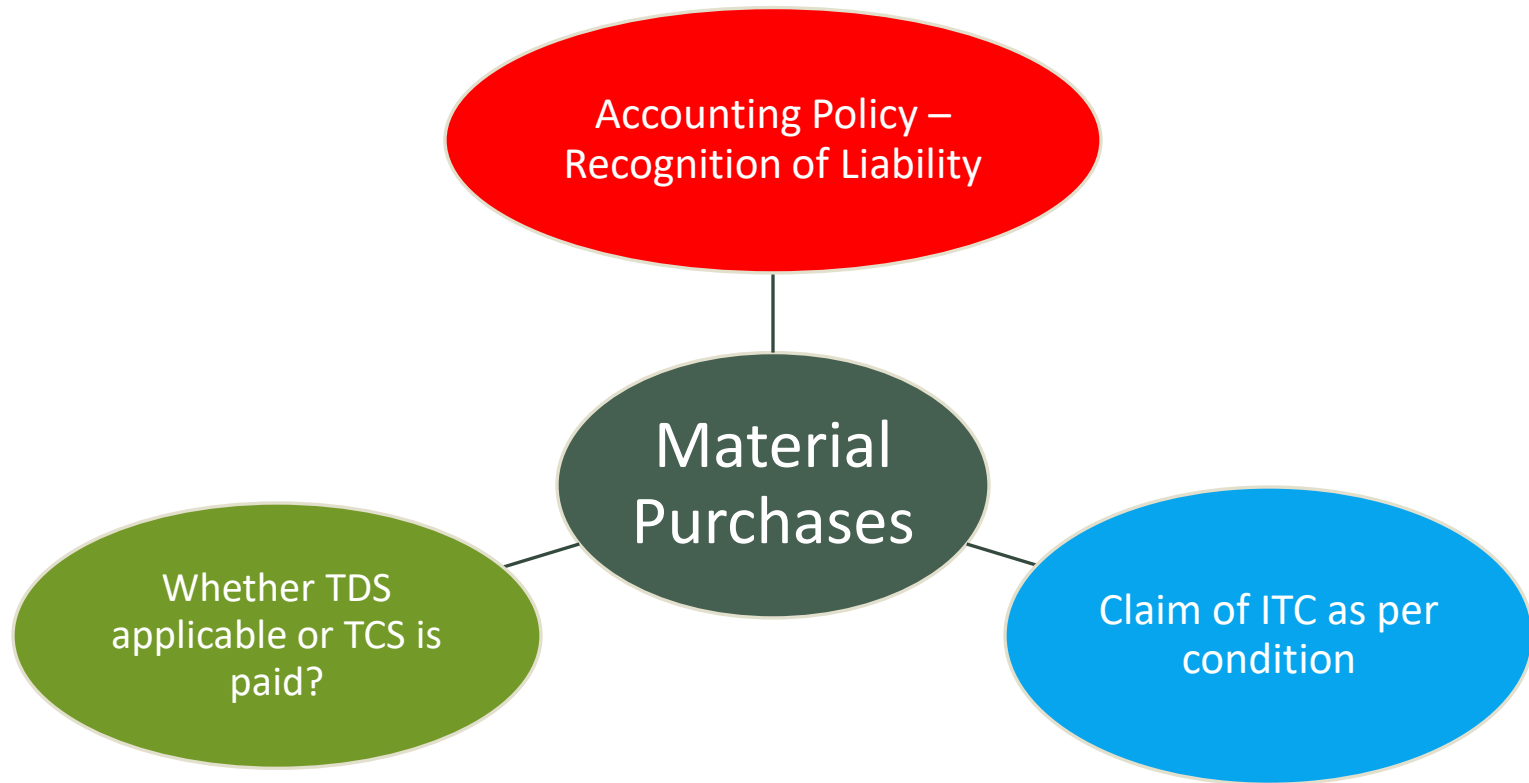 Accounting Policy –
Recognition of Liability
Material
Purchases
Whether TDS
applicable or TCS is
paid?
Claim of ITC as per
condition